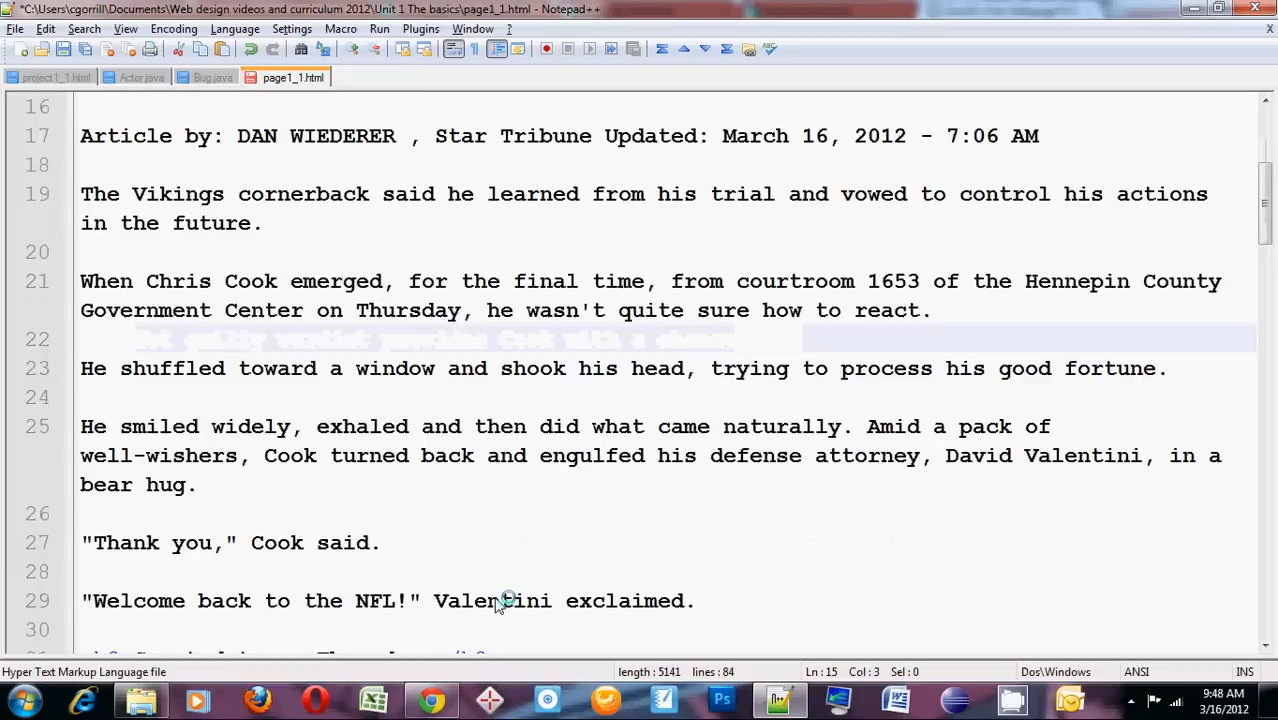 *C:\Users\cgorrill\Documents\Web design videos and curriculum 2012\Unit 1 The basics\page1_1.html - Notepad++
File Edit Search View Encoding Language Settings Macro Run Plugins Window ? X
project1_1.html Actor.java Bug.java page1_1.html
16
17 Article by: DAN WIEDERER , Star Tribune Updated: March 16, 2012 - 7:06 AM
18
19 The Vikings cornerback said he learned from his trial and vowed to control his actions
in the future.
20
21 When Chris Cook emerged, for the final time, from courtroom 1653 of the Hennepin County
Government Center on Thursday, he wasn't quite sure how to react.
22
23 He shuffled toward a window and shook his head, trying to process his good fortune.
24
25 He smiled widely, exhaled and then did what came naturally. Amid a pack of
well-wishers, Cook turned back and engulfed his defense attorney, David Valentini, in a
bear hug.
26
27 "Thank you," Cook said.
28
29 "Welcome back to the NFL!" Valentini exclaimed.
30
Hyper Text Markup Language file length : 5141 lines : 84 Ln : 15 Col : 3 Sel : 0 Dos\Windows ANSI INS
Ps
9:48 AM
3/16/2012